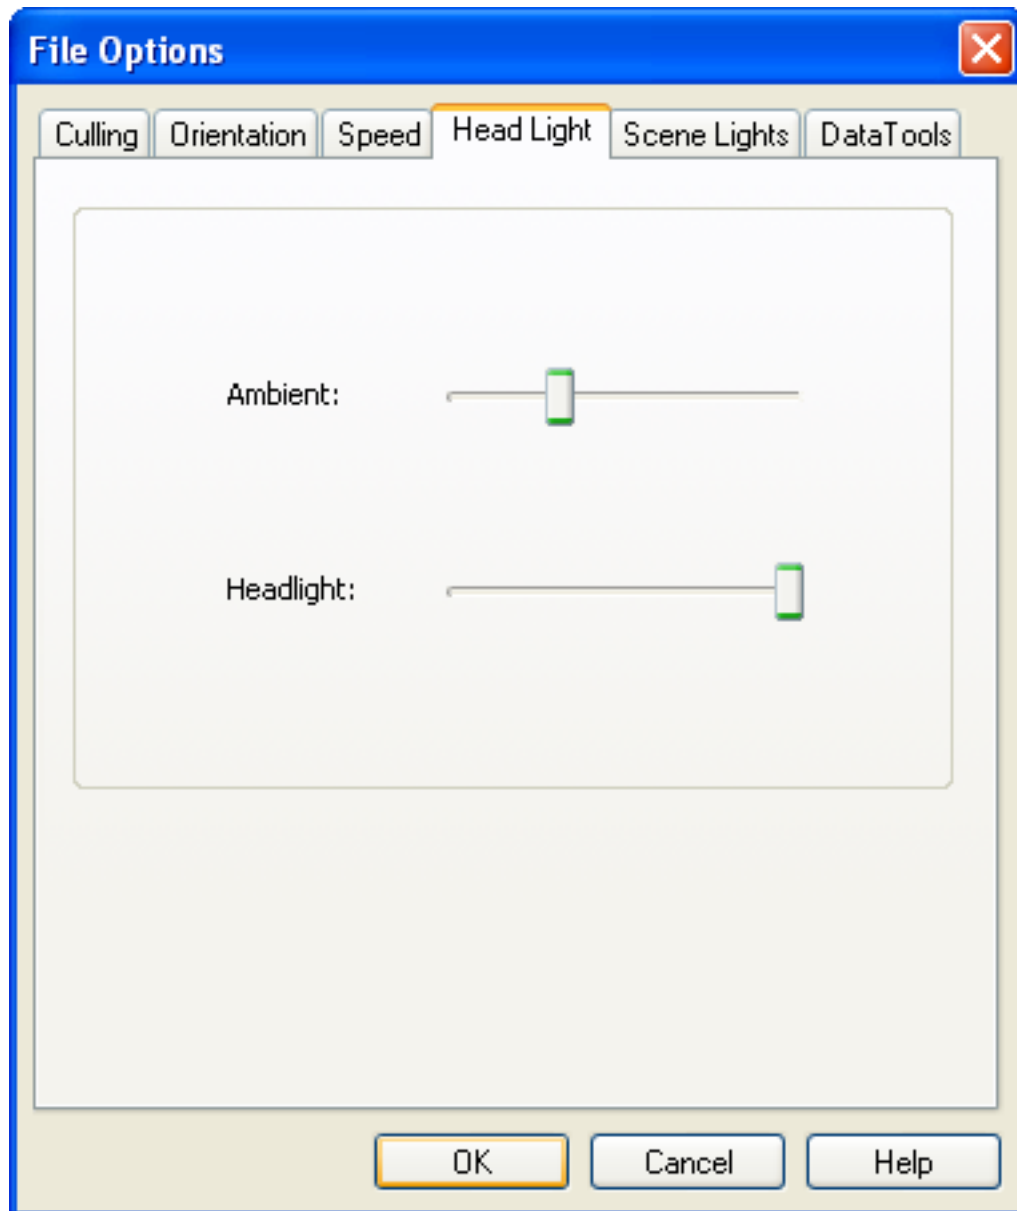 File Options
Culling Orientation Speed Head Light Scene Lights DataTools
Ambient:
Headlight:
OK Cancel Help